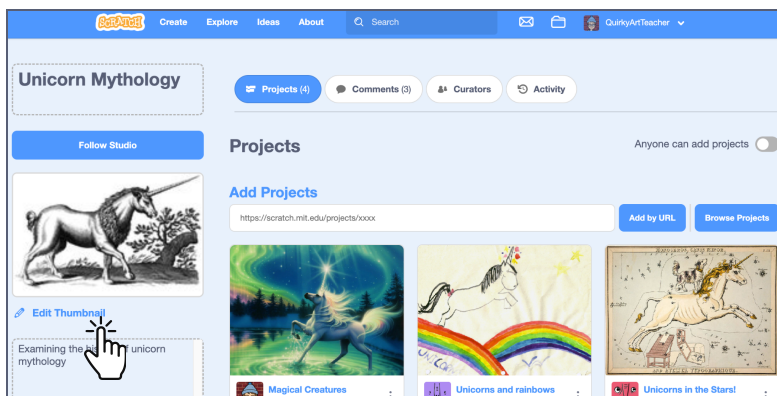 SCRATCH Create Explore Ideas About Search QuirkyArtTeacher
Unicorn Mythology
Projects (4) Comments (3) Curators Activity
Follow Studio
Projects
Anyone can add projects
Add Projects
https://scratch.mit.edu/projects/xxxx
Add by URL
Browse Projects
Edit Thumbnail
Examining the of unicorn
mythology
UNICORN
Magical Creatures
Unicorns and rainbows
Unicorns in the Stars!